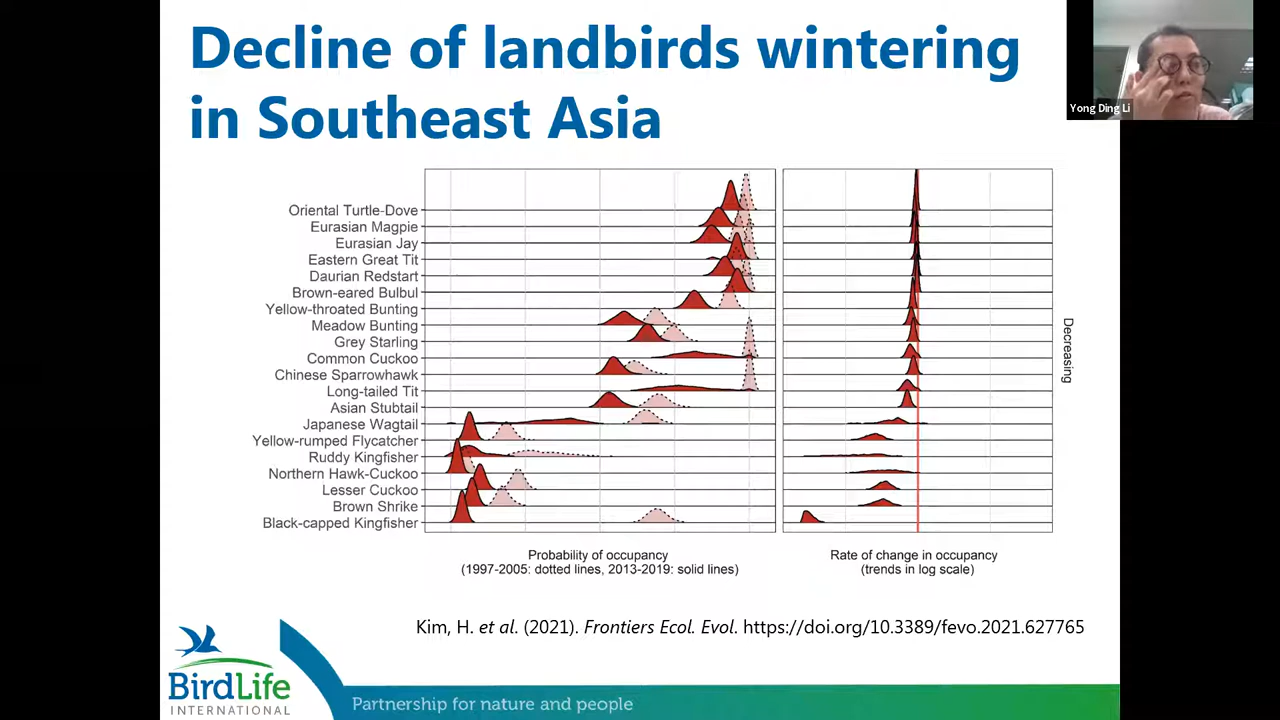 Decline of landbirds wintering
in Southeast Asia
Yong Ding Li
Oriental Turtle-Dove
Eurasian Magpie
Eurasian Jay
Eastern Great Tit
Daurian Redstart
Brown-eared Bulbul
Yellow-throated Bunting
Meadow Bunting
Grey Starling
Common Cuckoo
Chinese Sparrowhawk
Long-tailed Tit
Asian Stubtail
Japanese Wagtail
Yellow-rumped Flycatcher
Ruddy Kingfisher
Northern Hawk-Cuckoo
Lesser Cuckoo
Brown Shrike
Black-capped Kingfisher
Decreasing
Probability of occupancy
(1997-2005: dotted lines, 2013-2019: solid lines)
Rate of change in occupancy
(trends in log scale)
Kim, H. et al. (2021). Frontiers Ecol. Evol. https://doi.org/10.3389/fevo.2021.627765
BirdLife
INTERNATIONAL
Partnership for nature and people